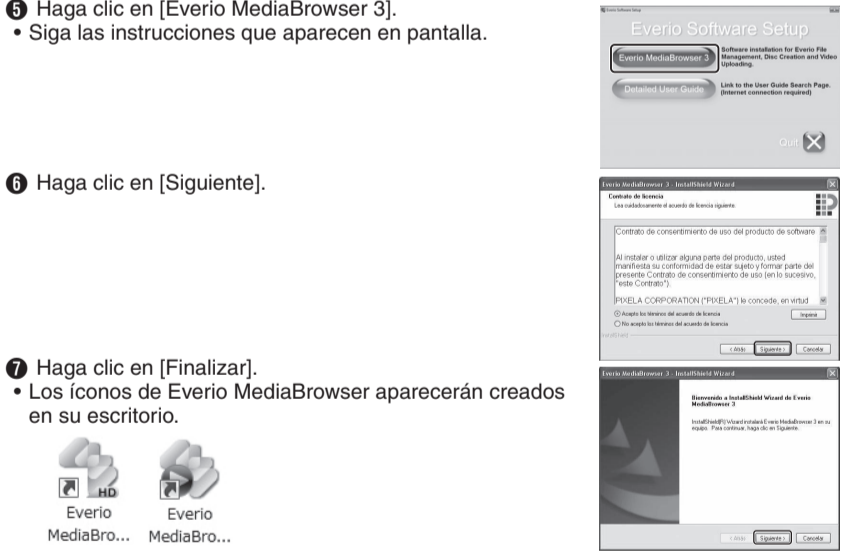 ❺ Haga clic en [Everio MediaBrowser 3].
• Siga las instrucciones que aparecen en pantalla.
Everio Software Setup
Everio Software Setup
Everio MediaBrowser 3
Software installation for Everio File
Management, Disc Creation and Video
Uploading.
Detailed User Guide
Link to the User Guide Search Page.
(Internet connection required)
Quit
❻ Haga clic en [Siguiente].
Everio MediaBrowser 3 - InstallShield Wizard
Contrato de licencia
Lea cuidadosamente el acuerdo de licencia siguiente.
Contrato de consentimiento de uso del producto de software
Al instalar o utilizar alguna parte del producto, usted
manifiesta su conformidad de estar sujeto y formar parte del
presente Contrato de consentimiento de uso (en lo sucesivo,
"este Contrato").
PIXELA CORPORATION ("PIXELA") le concede, en virtud
Acepto los términos del acuerdo de licencia
Imprimir
No acepto los términos del acuerdo de licencia
InstallShield
< Atrás
Siguiente >
Cancelar
❼ Haga clic en [Finalizar].
• Los íconos de Everio MediaBrowser aparecerán creados
en su escritorio.
HD
Everio
MediaBro...
Everio
MediaBro...
Everio MediaBrowser 3 - InstallShield Wizard
Bienvenido a InstallShield Wizard de Everio
MediaBrowser 3
InstallShield(R) Wizard instalará Everio MediaBrowser 3 en su
equipo. Para continuar, haga clic en Siguiente.
< Atrás
Siguiente >
Cancelar